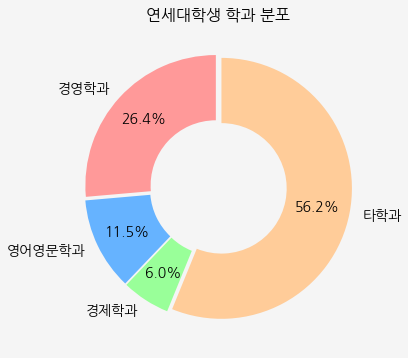 연세대학생 학과 분포
경영학과
26.4%
56.2%
타학과
11.5%
영어영문학과
6.0%
경제학과